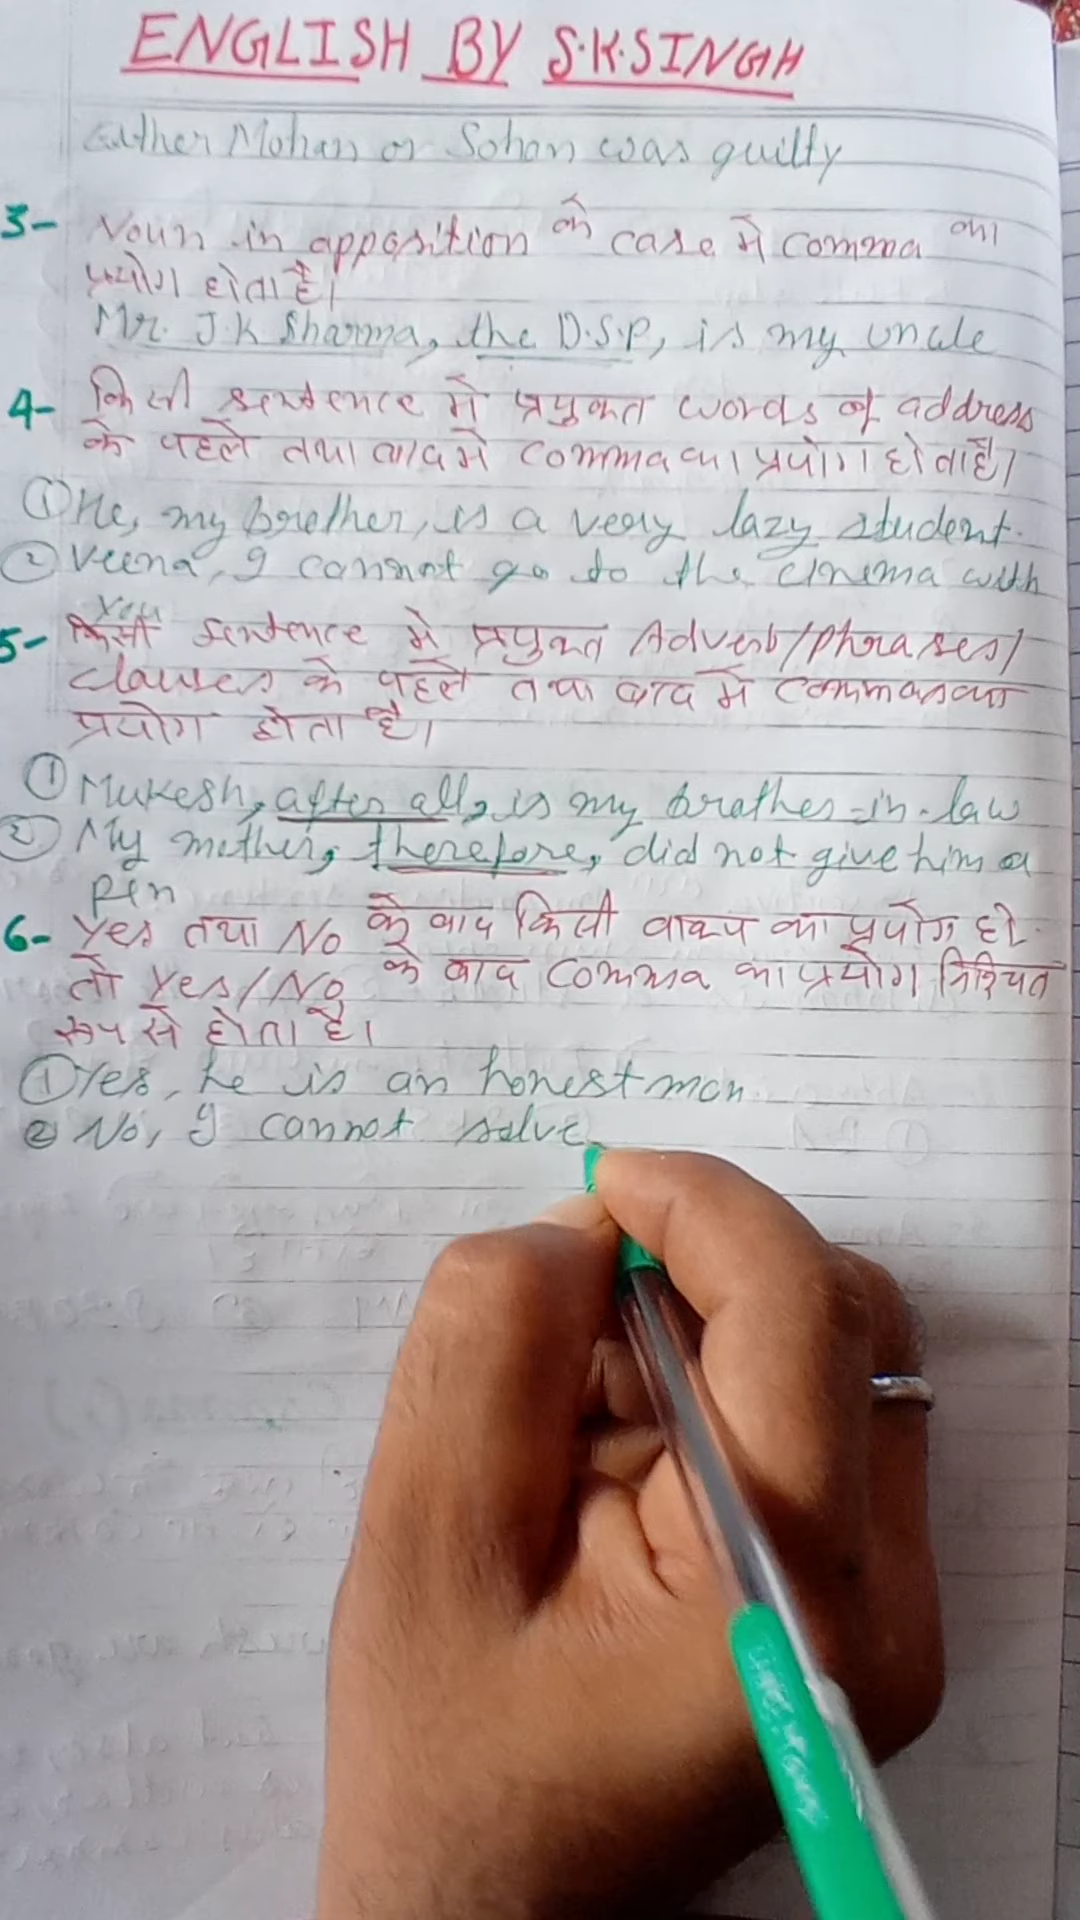 ENGLISH BY S.K.SINGH
Either Mohan or Sohan was guilty
3- Noun in apposition के case में comma का
प्रयोग होता है।
Mr. J.K Sharma, the D.S.P, is my uncle
4- किसी sentence में प्रयुक्त words of address
के पहले तथा बाद में comma का प्रयोग होता है।
① He, my brother, is a very lazy student.
② Veena, I cannot go to the cinema with
you
5- किसी sentence में प्रयुक्त Adverb/phrases/
clauses के पहले तथा बाद में commas का
प्रयोग होता है।
① Mukesh, after all, is my brother-in-law
② My mother, therefore, did not give him a
pen
6- Yes तथा No के बाद किसी वाक्य का प्रयोग हो
तो Yes/No के बाद comma का प्रयोग निश्चित
रूप से होता है।
① Yes, he is an honest man.
② No, I cannot solve